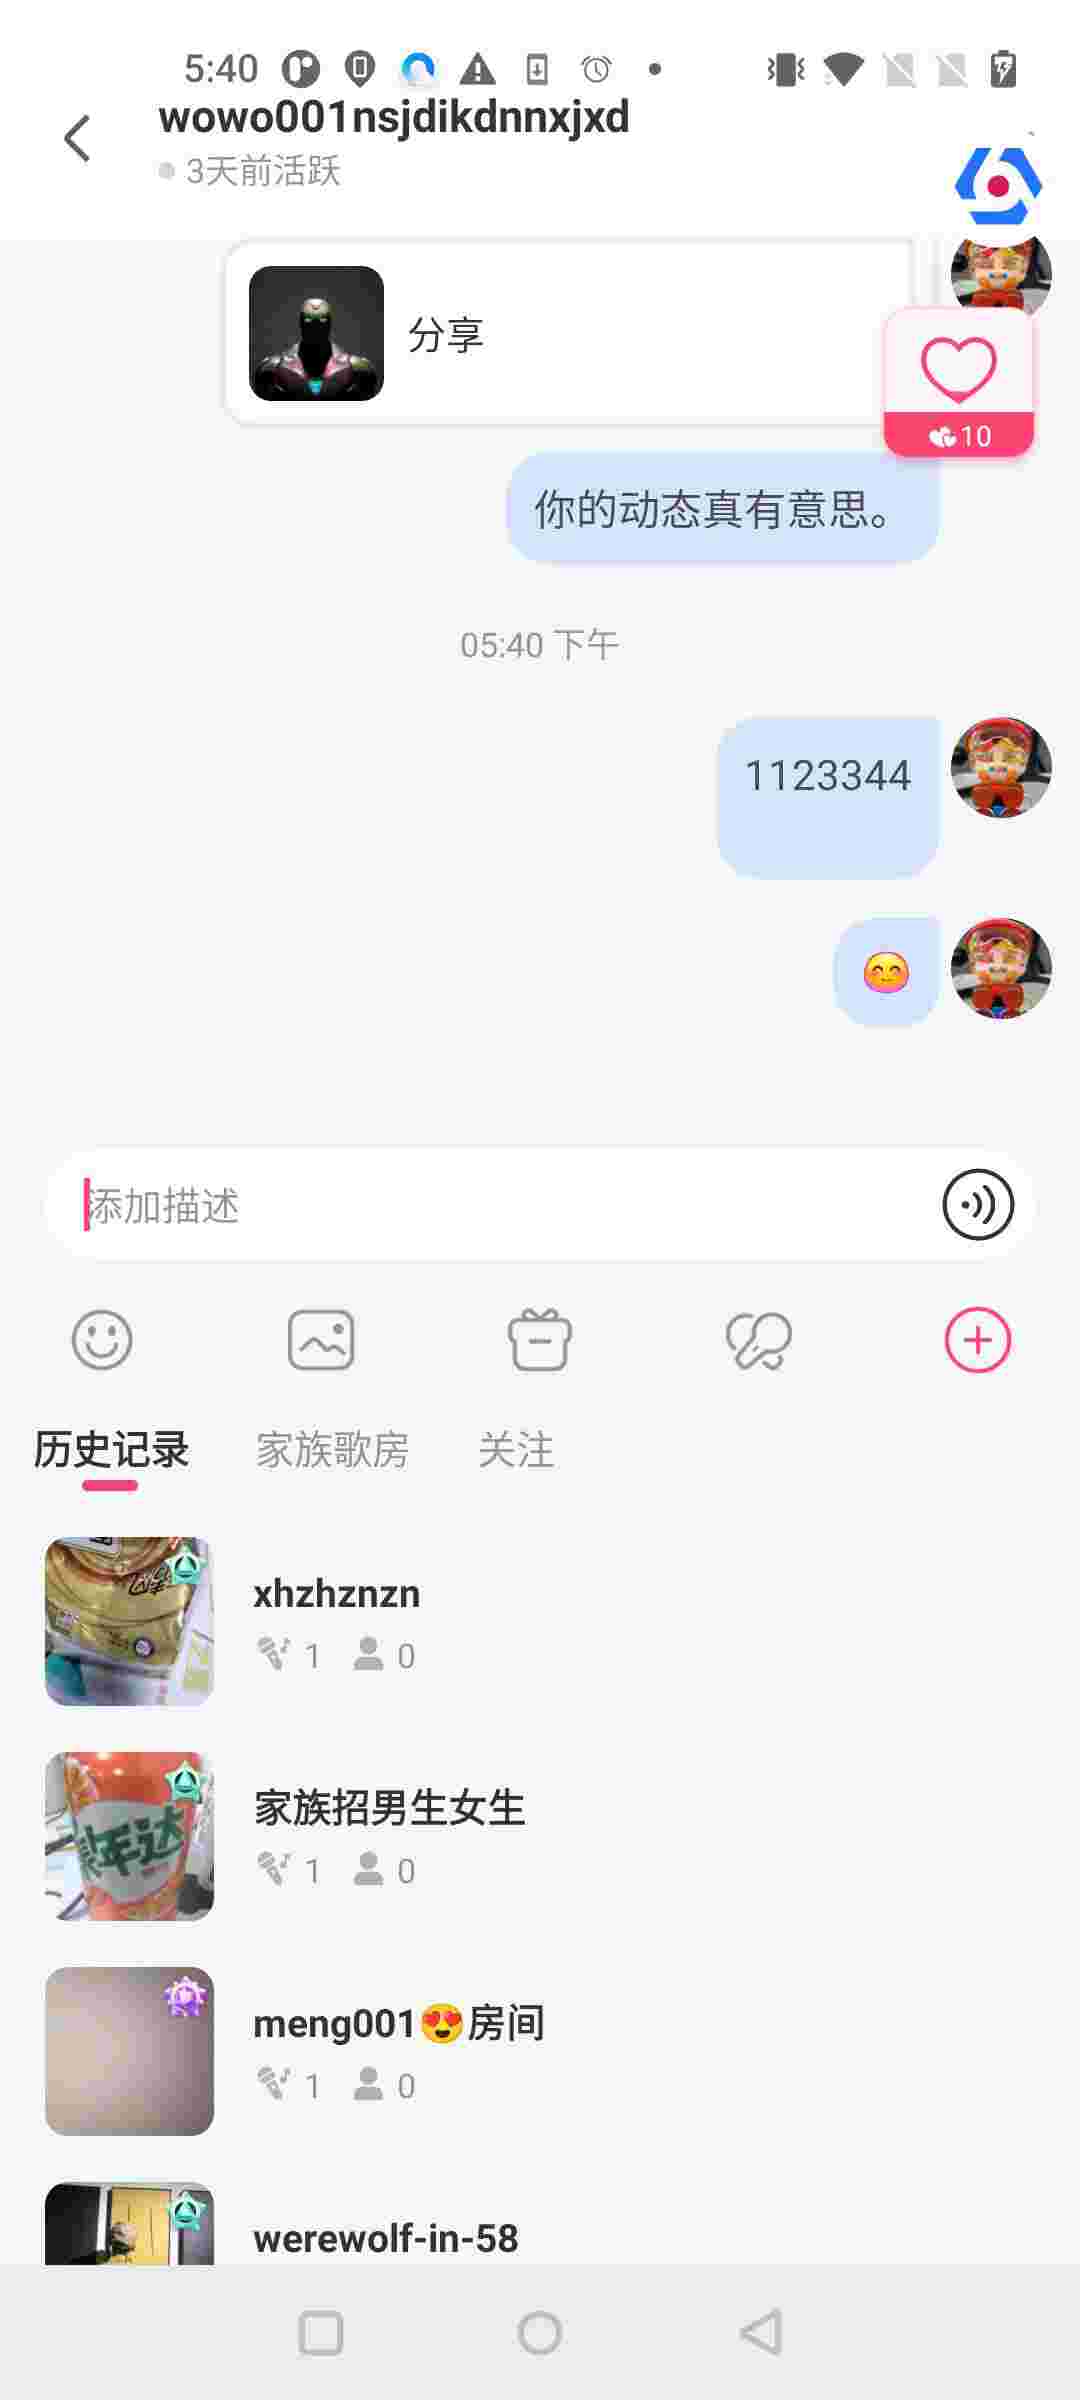 5:40
wowo001nsjdikdnnxjxd
3天前活跃
分享
10
你的动态真有意思。
05:40 下午
1123344
添加描述
历史记录 家族歌房 关注
xhzhznzn
1 0
家族招男生女生
1 0
meng001😍房间
1 0
werewolf-in-58